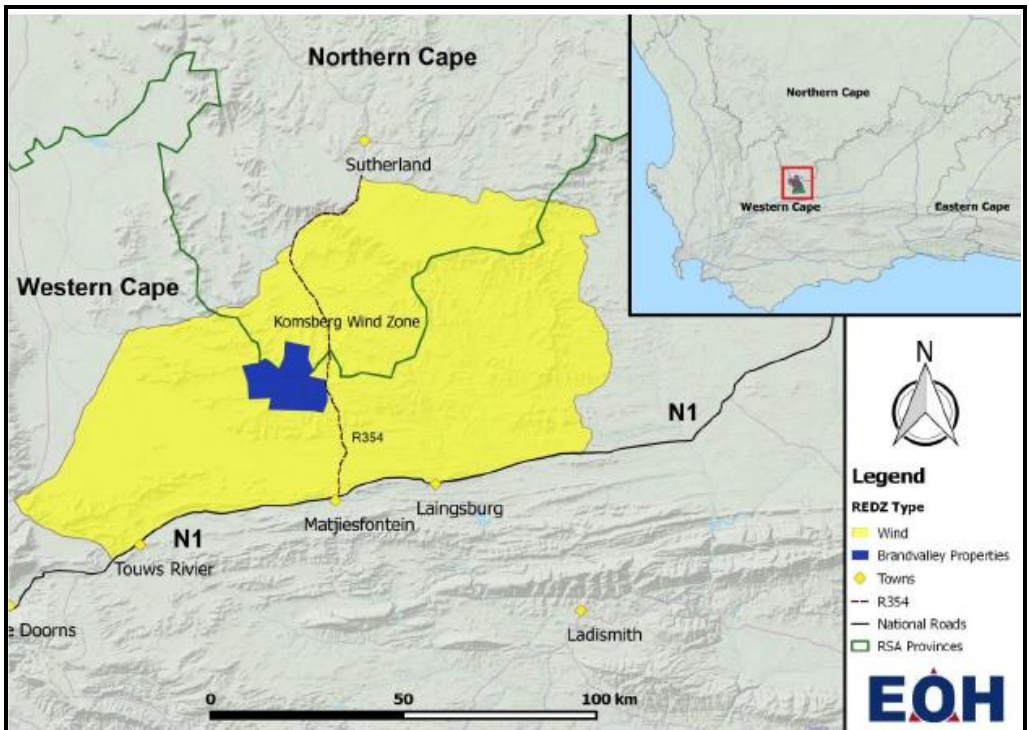 Northern Cape
Sutherland
Western Cape
Komsberg Wind Zone
R354
N1
Matjiesfontein
Laingsburg
N1
Touws Rivier
e Doorns
Ladismith
0 50 100 km
Northern Cape
Western Cape
Eastern Cape
N
Legend
REDZ Type
Wind
Brandvalley Properties
Towns
R354
National Roads
RSA Provinces
EOH